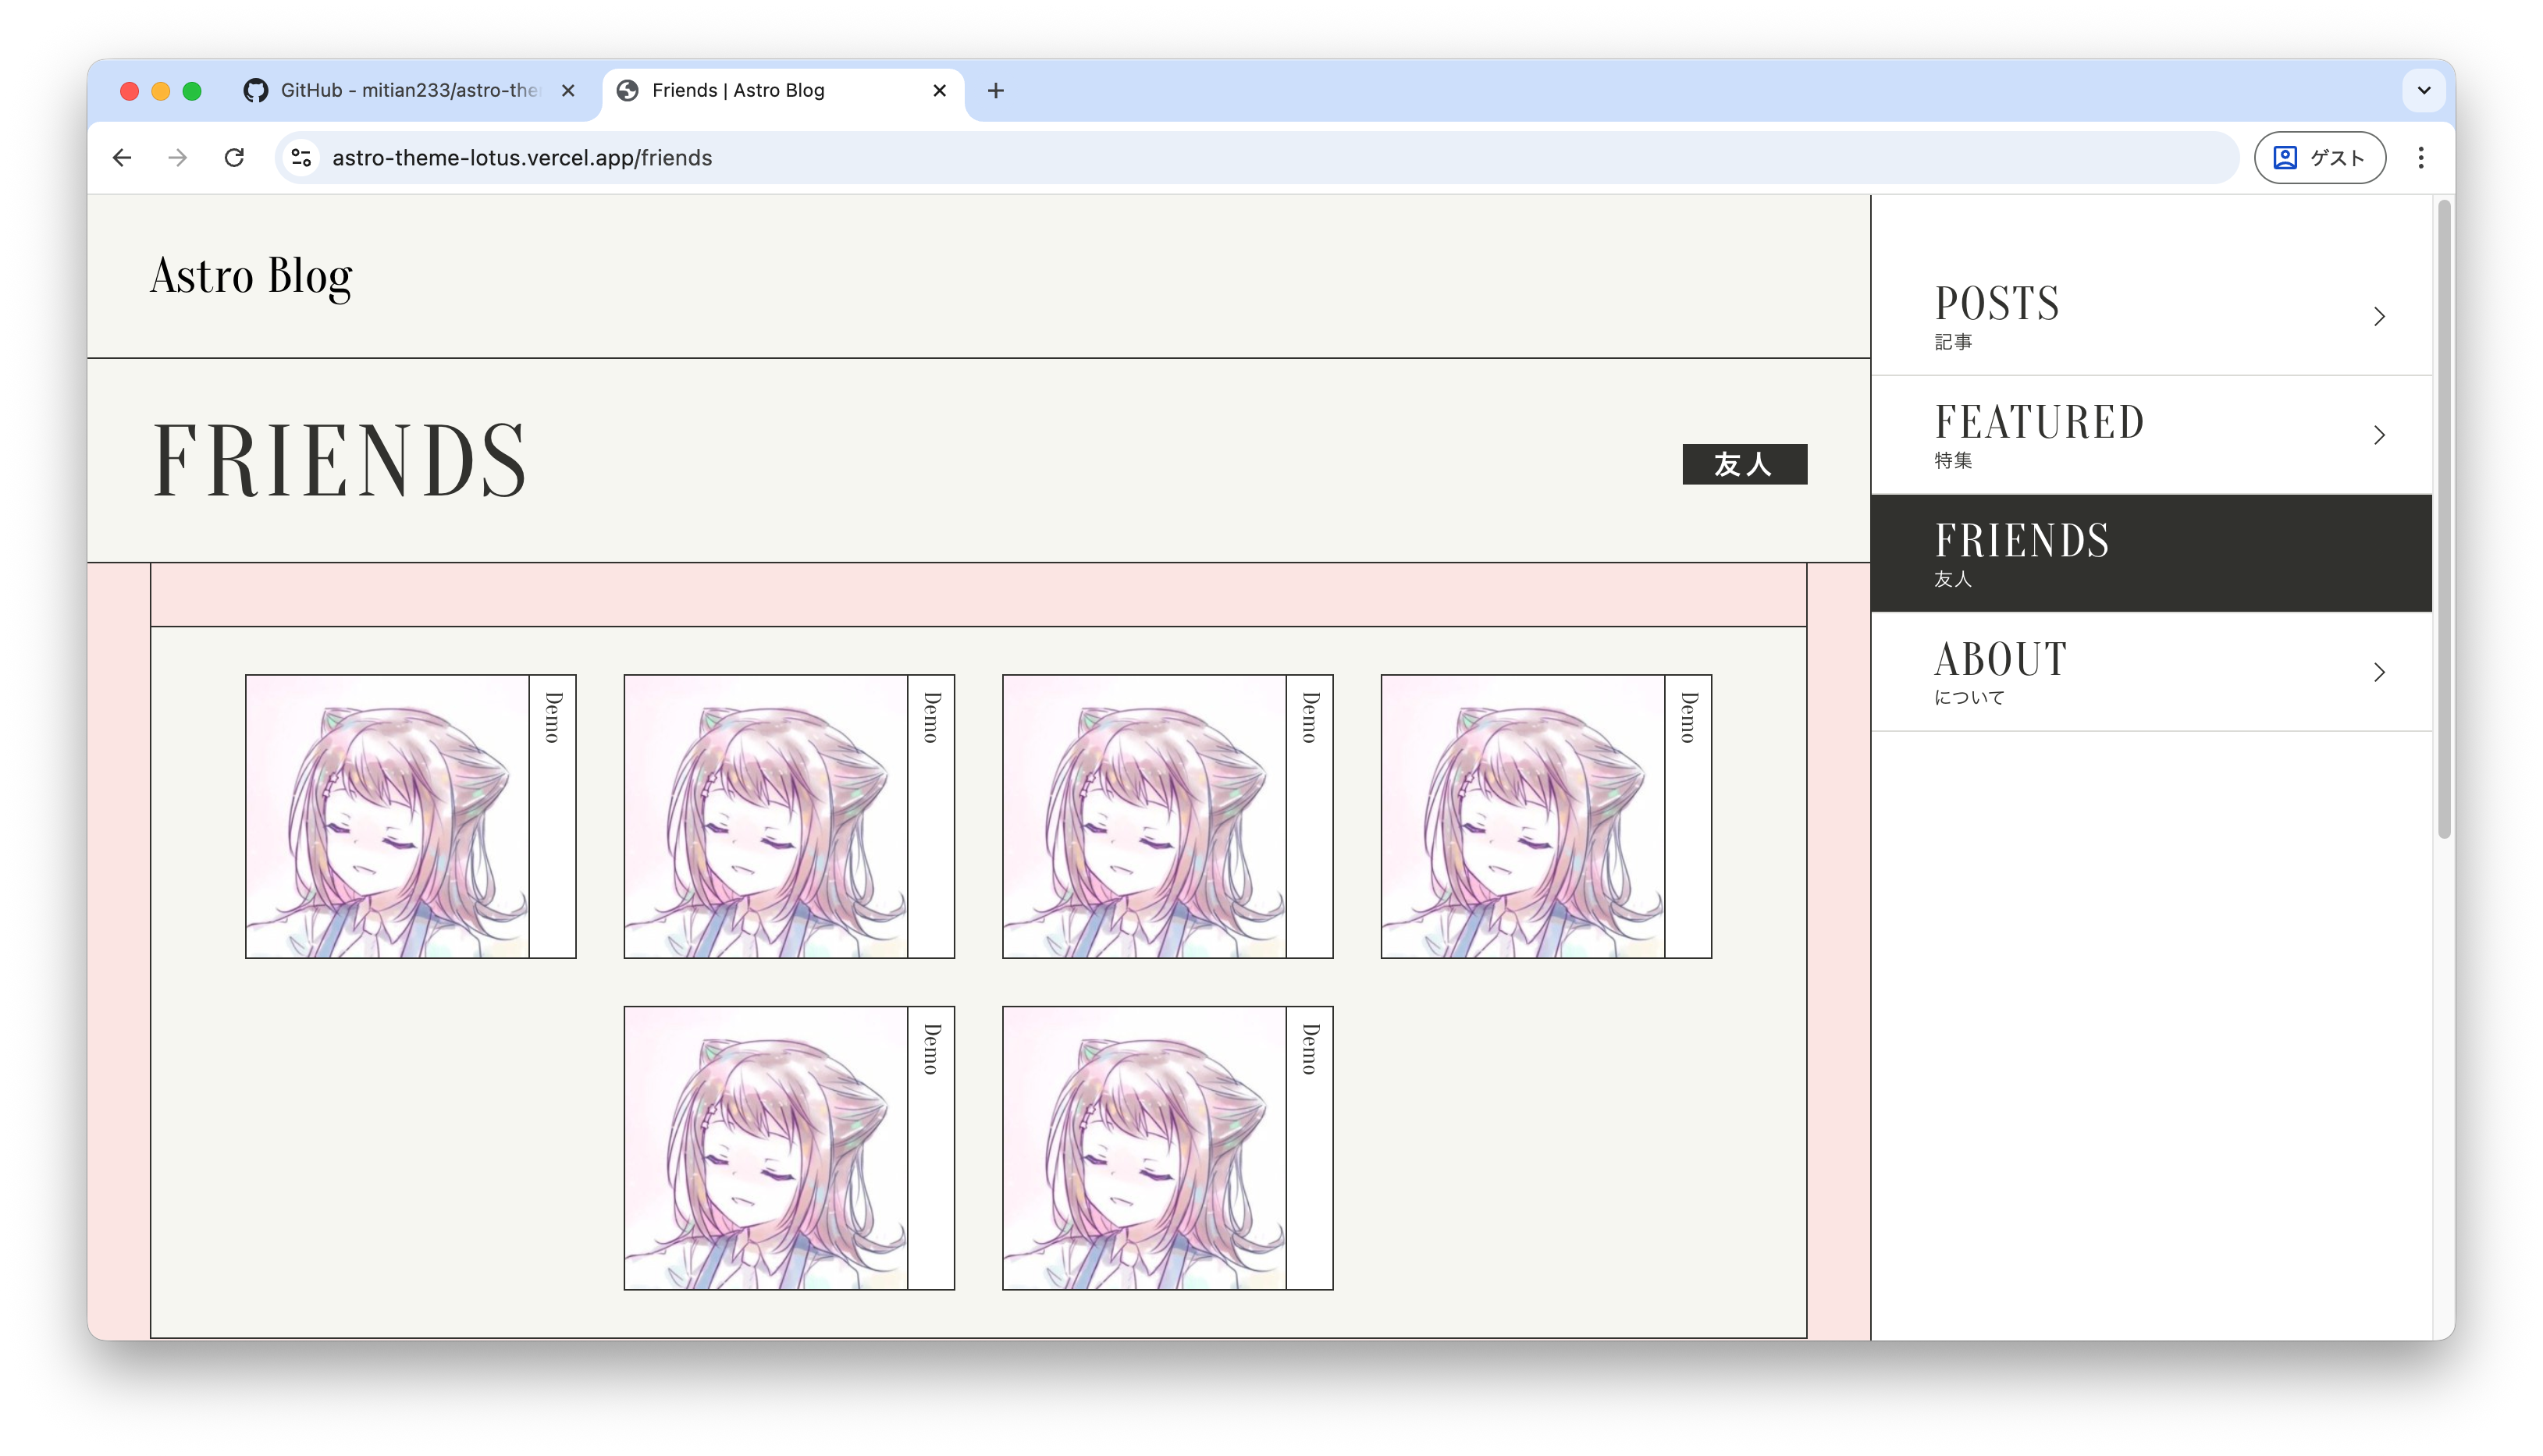 GitHub - mitian233/astro-the
Friends | Astro Blog
astro-theme-lotus.vercel.app/friends
ゲスト
Astro Blog
FRIENDS
友人
Demo
Demo
Demo
Demo
Demo
Demo
POSTS
記事
FEATURED
特集
FRIENDS
友人
ABOUT
について